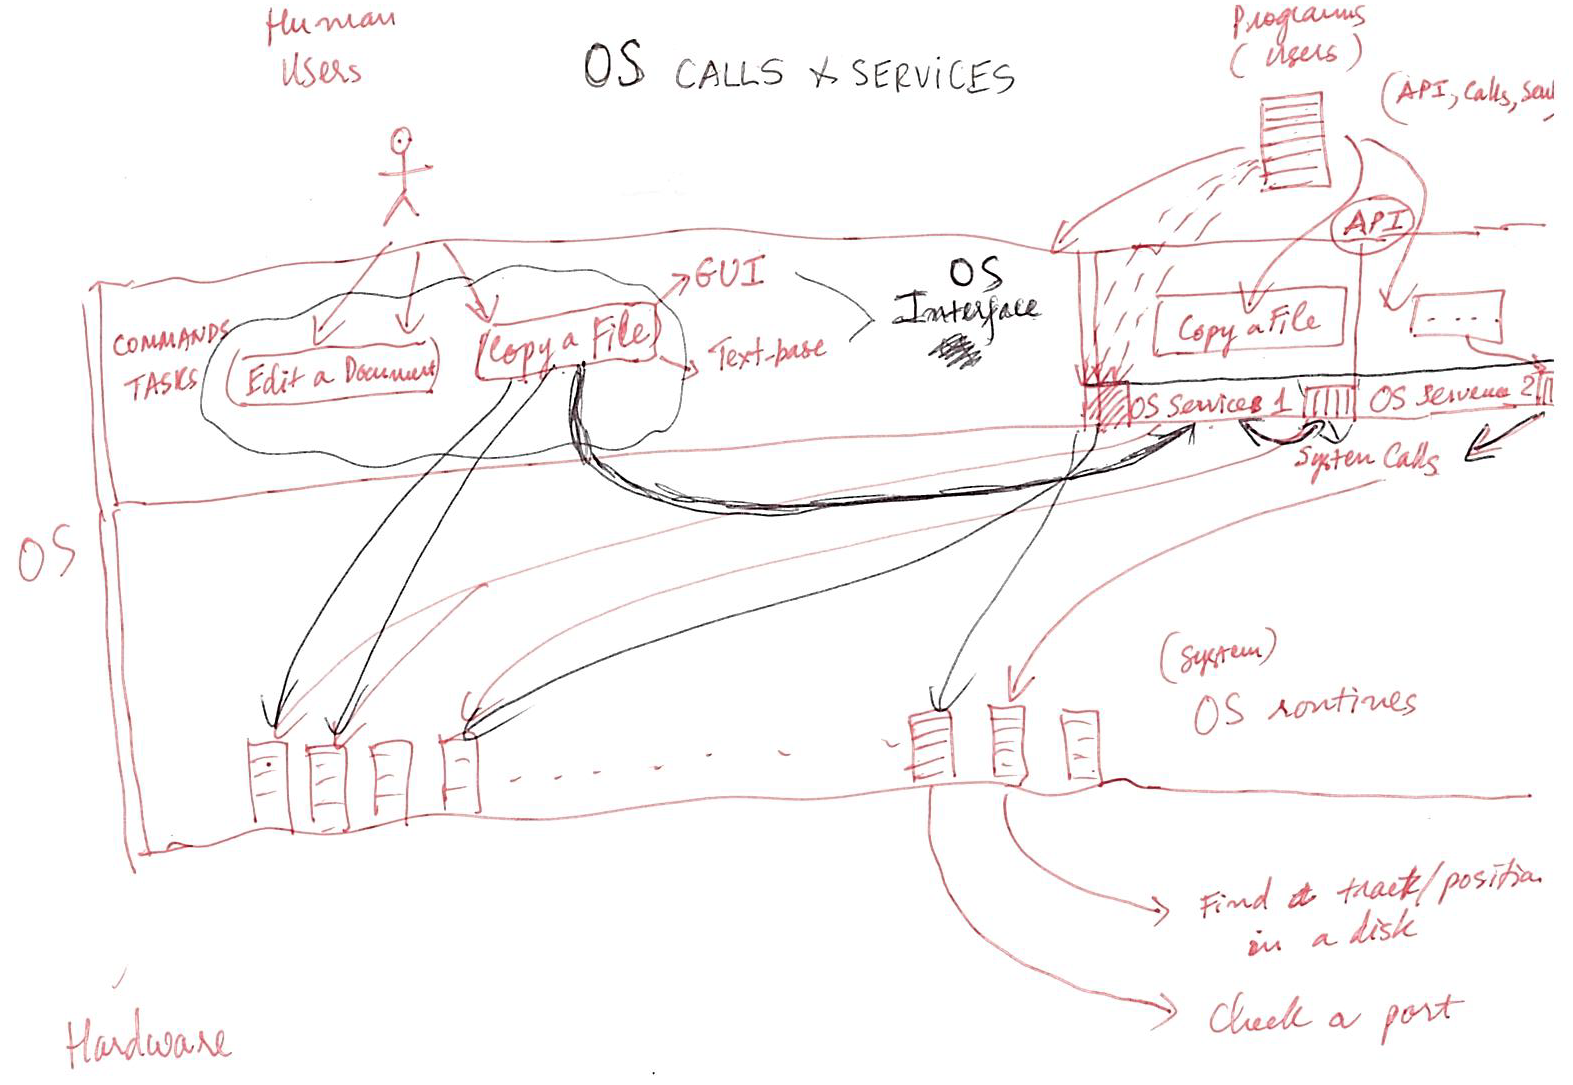 Human
Users
OS CALLS & SERVICES
Programs
(Users)
(API, Calls,
API
GUI
OS
Interface
COMMANDS
TASKS
(Edit a Document)
(Copy a File)
Text-base
Copy a File
....
OS Services 1
OS Services 2
System Calls
OS
(System)
OS routines
Find a track/position
in a disk
Check a port
Hardware